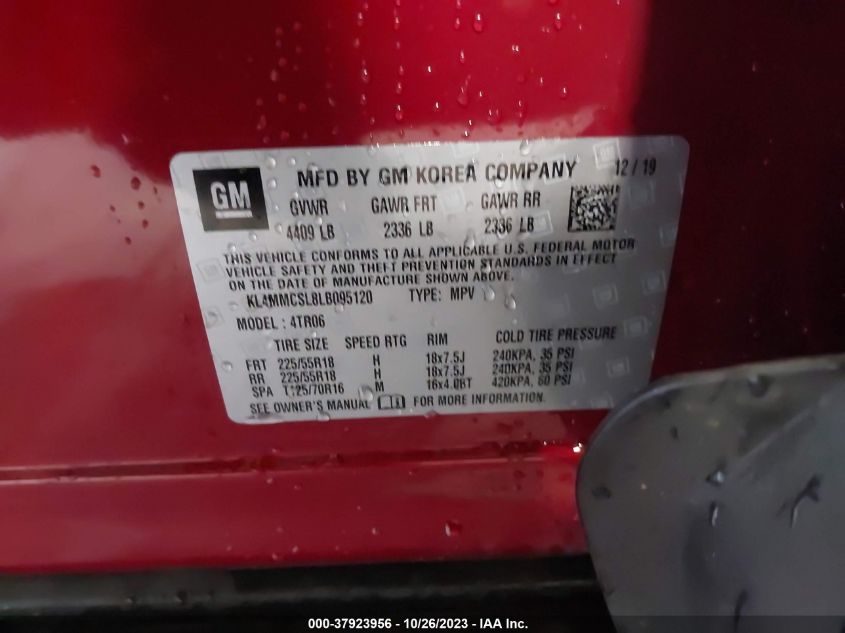 GM
MFD BY GM KOREA COMPANY 12/19
GVWR GAWR FRT GAWR RR
4409 LB 2336 LB 2336 LB
THIS VEHICLE CONFORMS TO ALL APPLICABLE U.S. FEDERAL MOTOR
VEHICLE SAFETY AND THEFT PREVENTION STANDARDS IN EFFECT
ON THE DATE OF MANUFACTURE SHOWN ABOVE.
KL4MMCSL8LB095120 TYPE: MPV
MODEL: 4TR06
TIRE SIZE SPEED RTG RIM COLD TIRE PRESSURE
FRT 225/55R18 H 18x7.5J 240KPA, 35 PSI
RR 225/55R18 H 18x7.5J 240KPA, 35 PSI
SPA T125/70R16 M 16x4.0BT 420KPA, 60 PSI
SEE OWNER'S MANUAL FOR MORE INFORMATION.
000-37923956 - 10/26/2023 - IAA Inc.